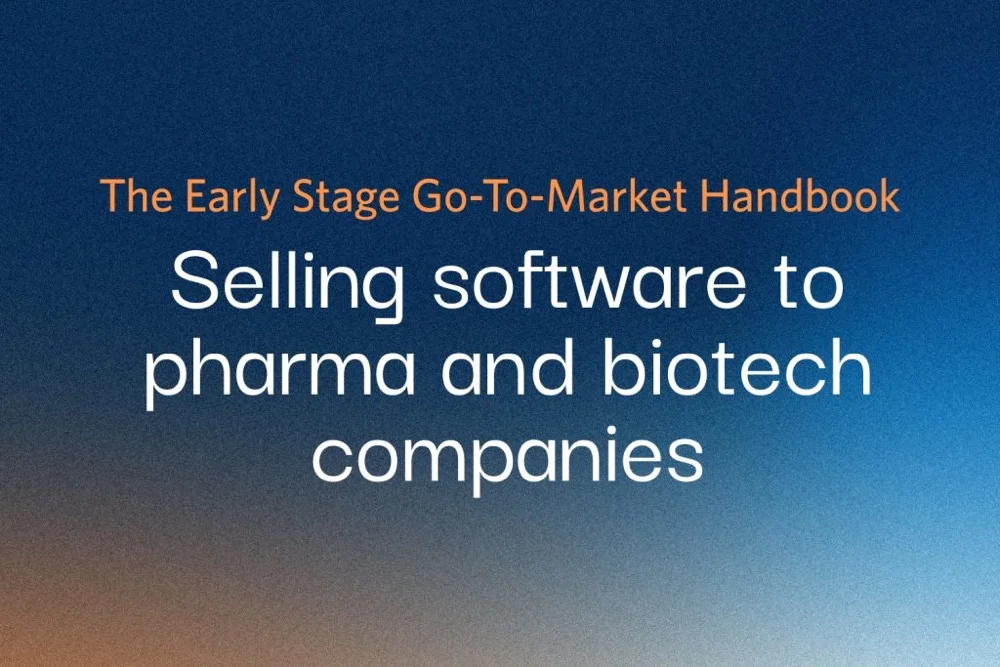 The Early Stage Go-To-Market Handbook
Selling software to
pharma and biotech
companies